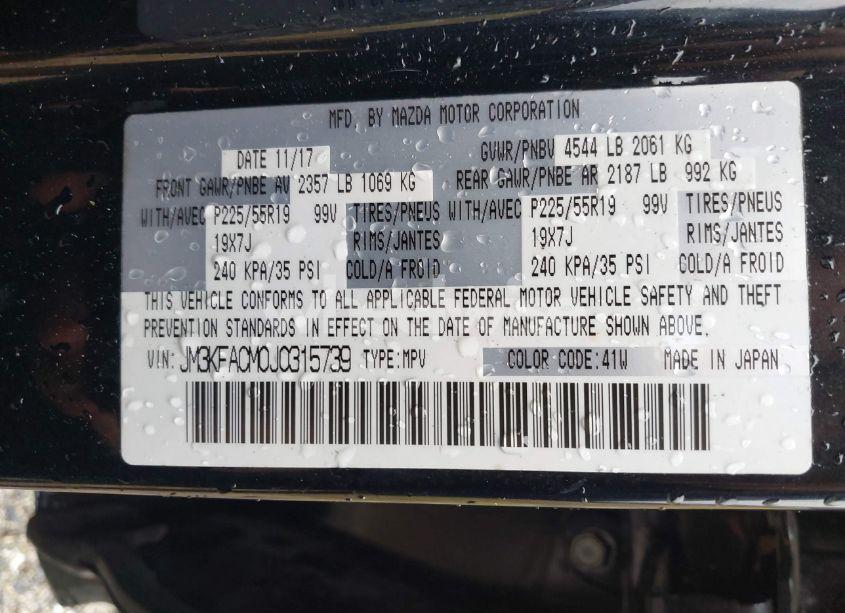 MFD. BY MAZDA MOTOR CORPORATION
DATE 11/17 GVWR/PNBV 4544 LB 2061 KG
FRONT GAWR/PNBE AV 2357 LB 1069 KG REAR GAWR/PNBE AR 2187 LB 992 KG
WITH/AVEC P225/55R19 99V TIRES/PNEUS WITH/AVEC P225/55R19 99V TIRES/PNEUS
19X7J RIMS/JANTES 19X7J RIMS/JANTES
240 KPA/35 PSI COLD/A FROID 240 KPA/35 PSI COLD/A FROID
THIS VEHICLE CONFORMS TO ALL APPLICABLE FEDERAL MOTOR VEHICLE SAFETY AND THEFT
PREVENTION STANDARDS IN EFFECT ON THE DATE OF MANUFACTURE SHOWN ABOVE.
VIN: JM3KFACM0J0315739 TYPE:MPV COLOR CODE:41W MADE IN JAPAN